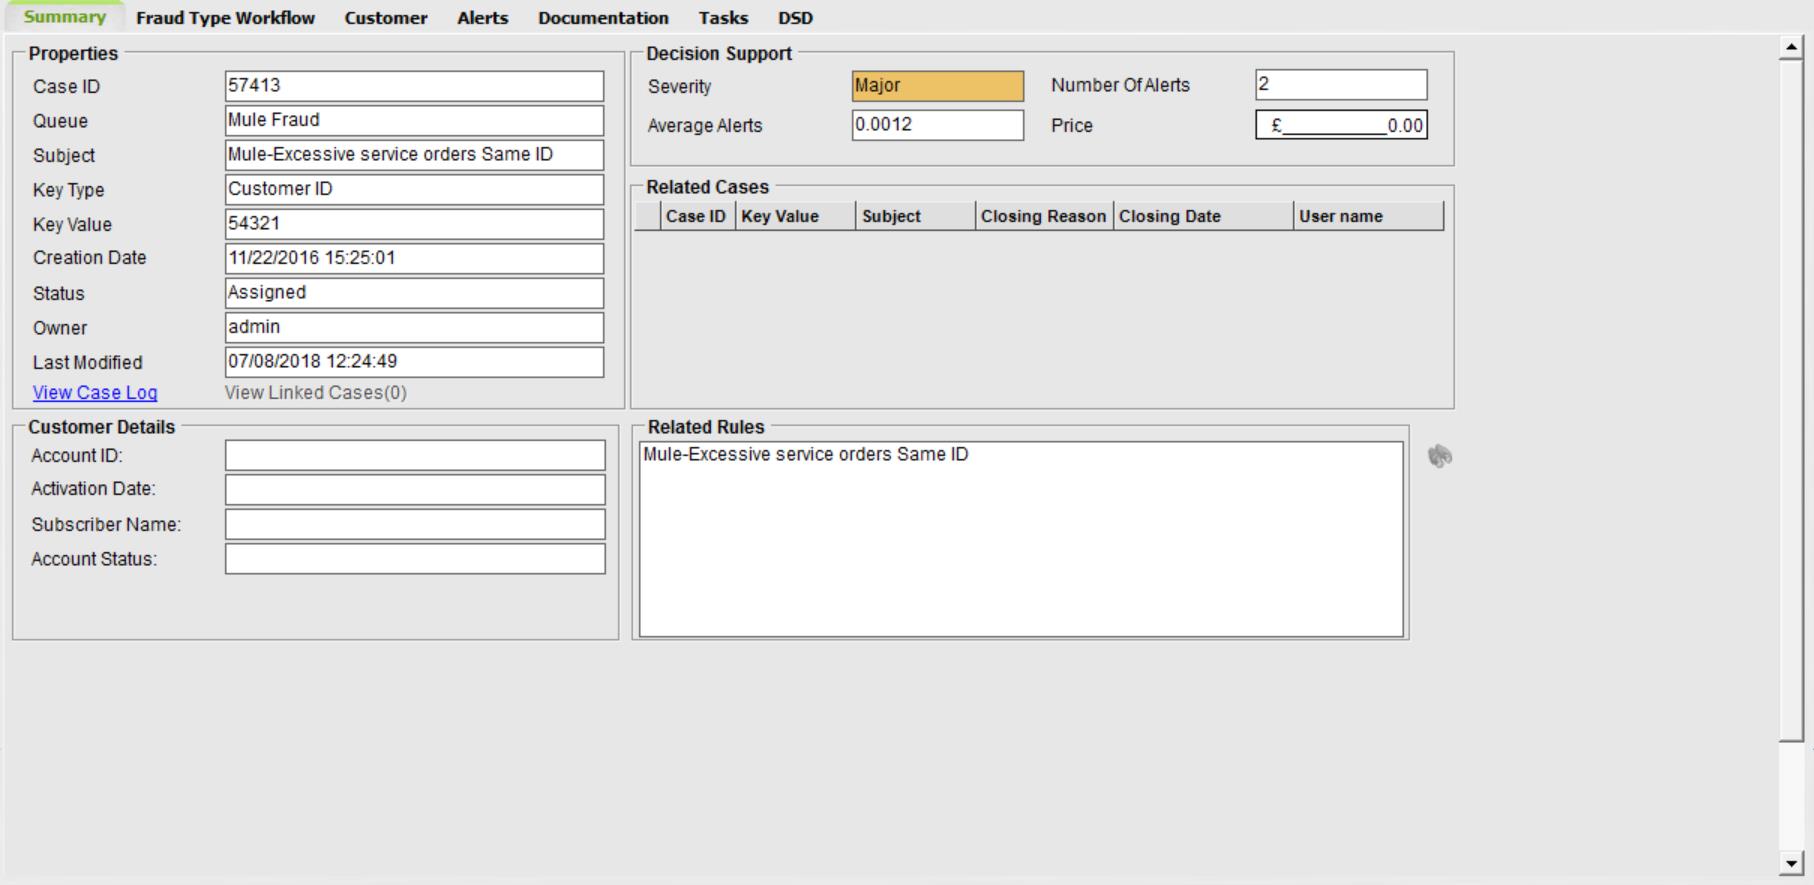 Summary Fraud Type Workflow Customer Alerts Documentation Tasks DSD
Properties
Case ID 57413
Queue Mule Fraud
Subject Mule-Excessive service orders Same ID
Key Type Customer ID
Key Value 54321
Creation Date 11/22/2016 15:25:01
Status Assigned
Owner admin
Last Modified 07/08/2018 12:24:49
View Case Log View Linked Cases(0)
Decision Support
Severity Major Number Of Alerts 2
Average Alerts 0.0012 Price £ 0.00
Related Cases
Case ID Key Value Subject Closing Reason Closing Date User name
Customer Details
Account ID:
Activation Date:
Subscriber Name:
Account Status:
Related Rules
Mule-Excessive service orders Same ID